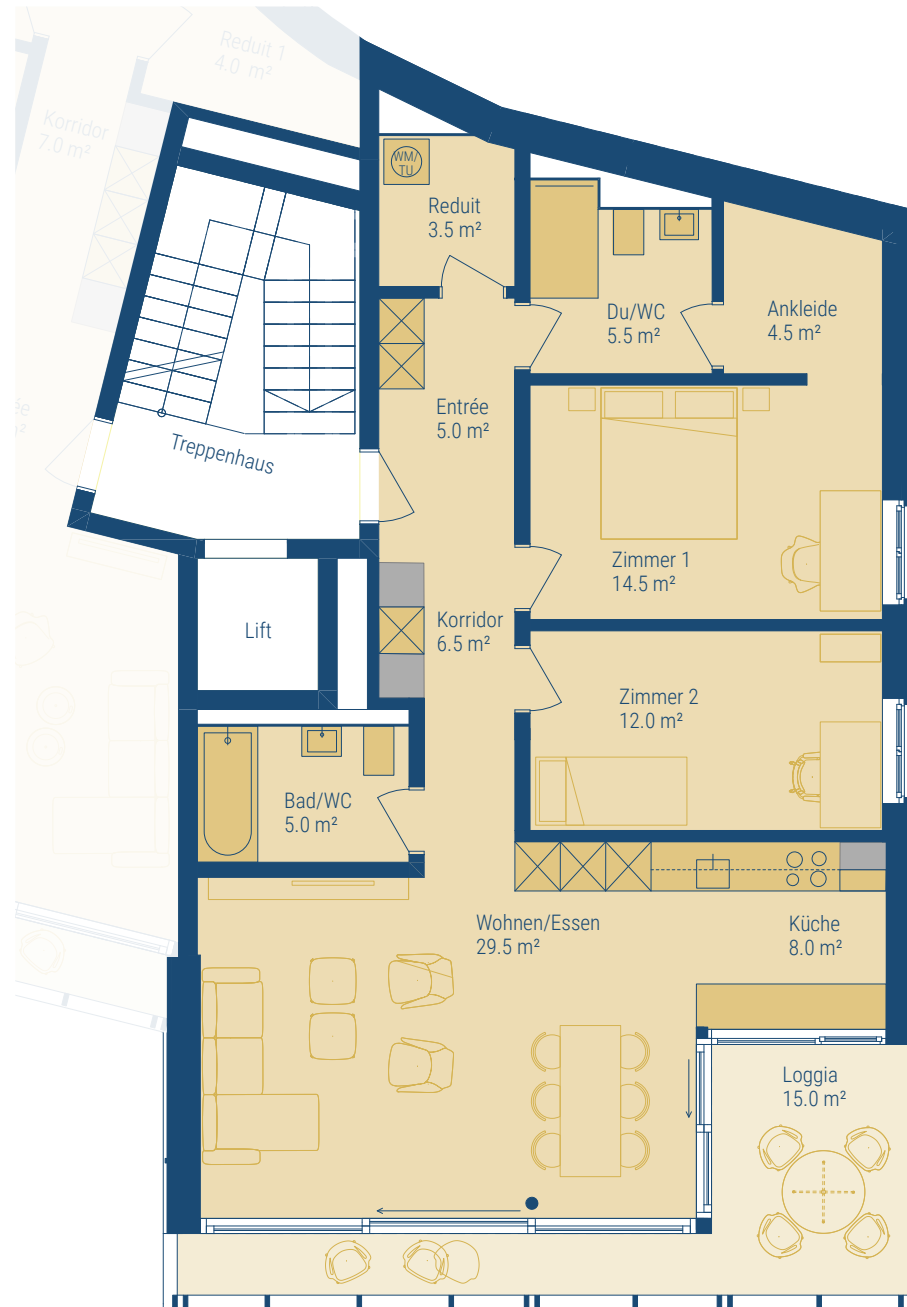 Reduit 1
4.0 m²
Korridor
7.0 m²
WM/
TU
Reduit
3.5 m²
Du/WC
5.5 m²
Ankleide
4.5 m²
Entrée
5.0 m²
Treppenhaus
Zimmer 1
14.5 m²
Lift
Korridor
6.5 m²
Zimmer 2
12.0 m²
Bad/WC
5.0 m²
Wohnen/Essen
29.5 m²
Küche
8.0 m²
Loggia
15.0 m²